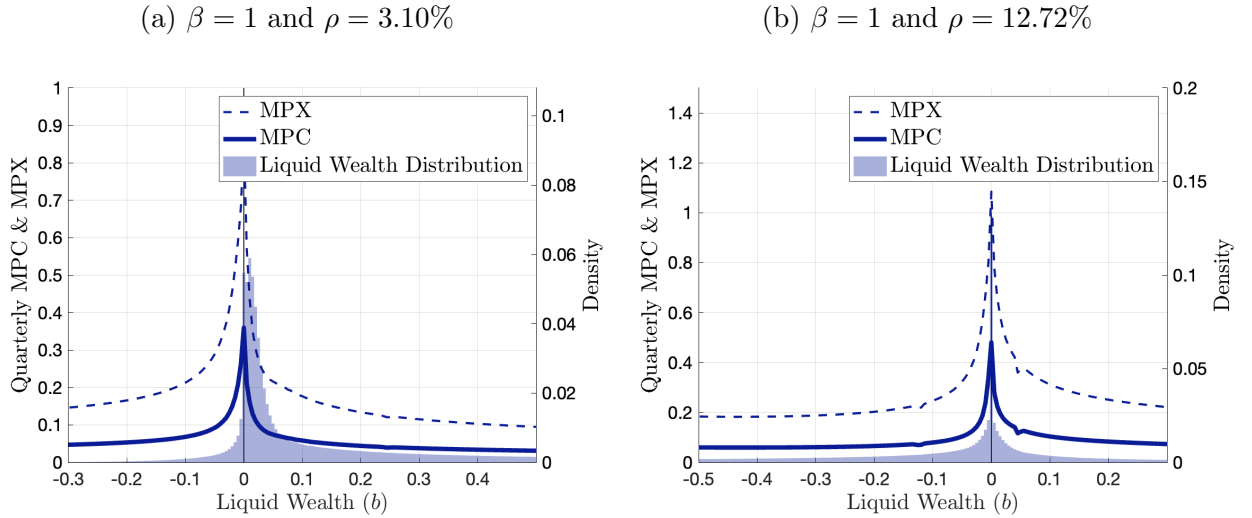 (a) β = 1 and ρ = 3.10%
1
0.9
0.8
0.7
0.6
0.5
0.4
0.3
0.2
0.1
0
Quarterly MPC & MPX
MPX
MPC
Liquid Wealth Distribution
0.1
0.08
0.06
0.04
0.02
0
Density
-0.3 -0.2 -0.1 0 0.1 0.2 0.3 0.4
Liquid Wealth (b)
(b) β = 1 and ρ = 12.72%
1.4
1.2
1
0.8
0.6
0.4
0.2
0
Quarterly MPC & MPX
MPX
MPC
Liquid Wealth Distribution
0.2
0.15
0.1
0.05
0
Density
-0.5 -0.4 -0.3 -0.2 -0.1 0 0.1 0.2
Liquid Wealth (b)